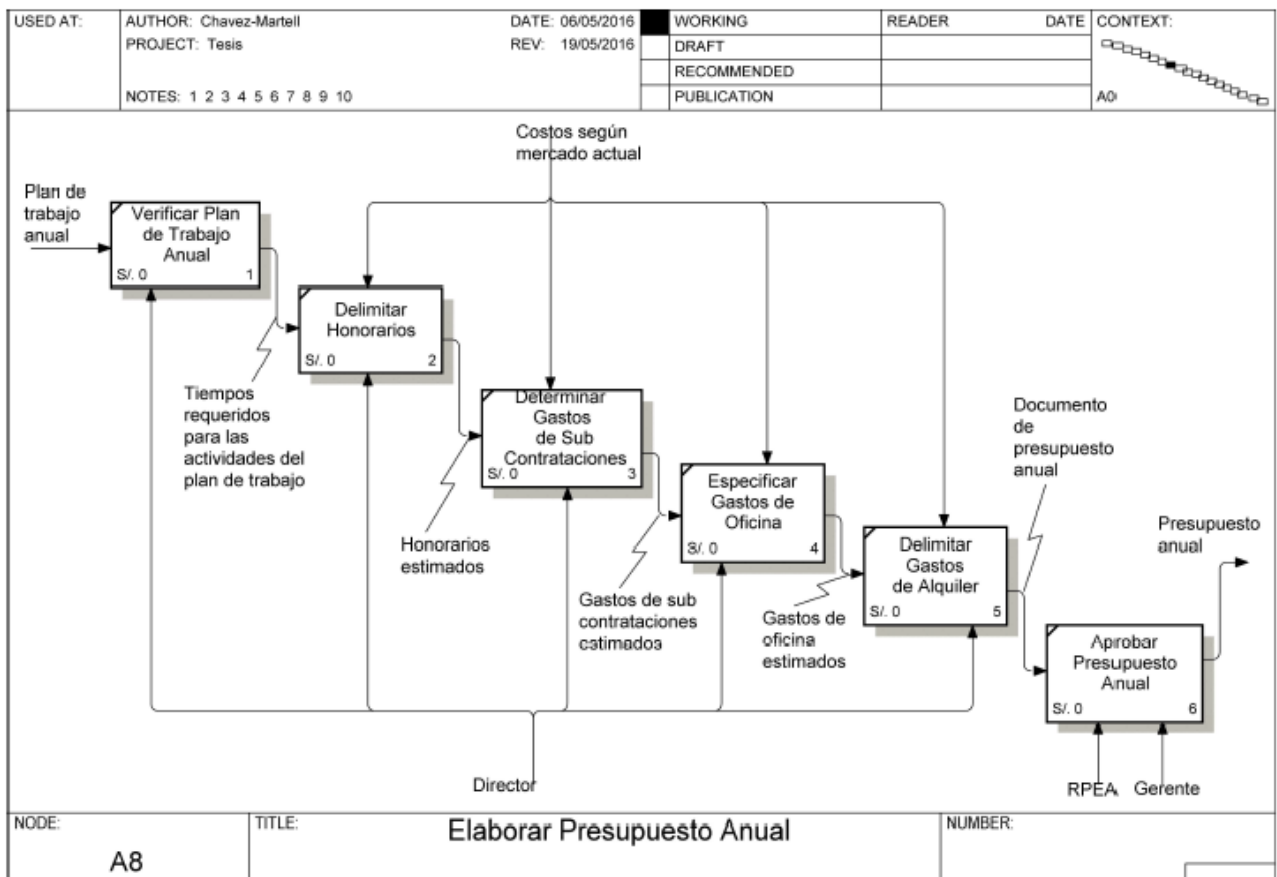 USED AT:
AUTHOR: Chavez-Martell
DATE: 06/05/2016
PROJECT: Tesis
REV: 19/05/2016
NOTES: 1 2 3 4 5 6 7 8 9 10
WORKING
DRAFT
RECOMMENDED
PUBLICATION
READER
DATE
CONTEXT:
A0
Costos según
mercado actual
Plan de
trabajo
anual
Verificar Plan
de Trabajo
Anual
S/. 0
1
Delimitar
Honorarios
S/. 0
2
Tiempos
requeridos
para las
actividades del
plan de trabajo
Determinar
Gastos
de Sub
Contrataciones
S/. 0
3
Honorarios
estimados
Especificar
Gastos de
Oficina
S/. 0
4
Gastos de sub
contrataciones
estimados
Delimitar
Gastos
de Alquiler
S/. 0
5
Gastos de
oficina
estimados
Documento
de
presupuesto
anual
Aprobar
Presupuesto
Anual
S/. 0
6
Presupuesto
anual
Director
RPEA
Gerente
NODE:
A8
TITLE:
Elaborar Presupuesto Anual
NUMBER: